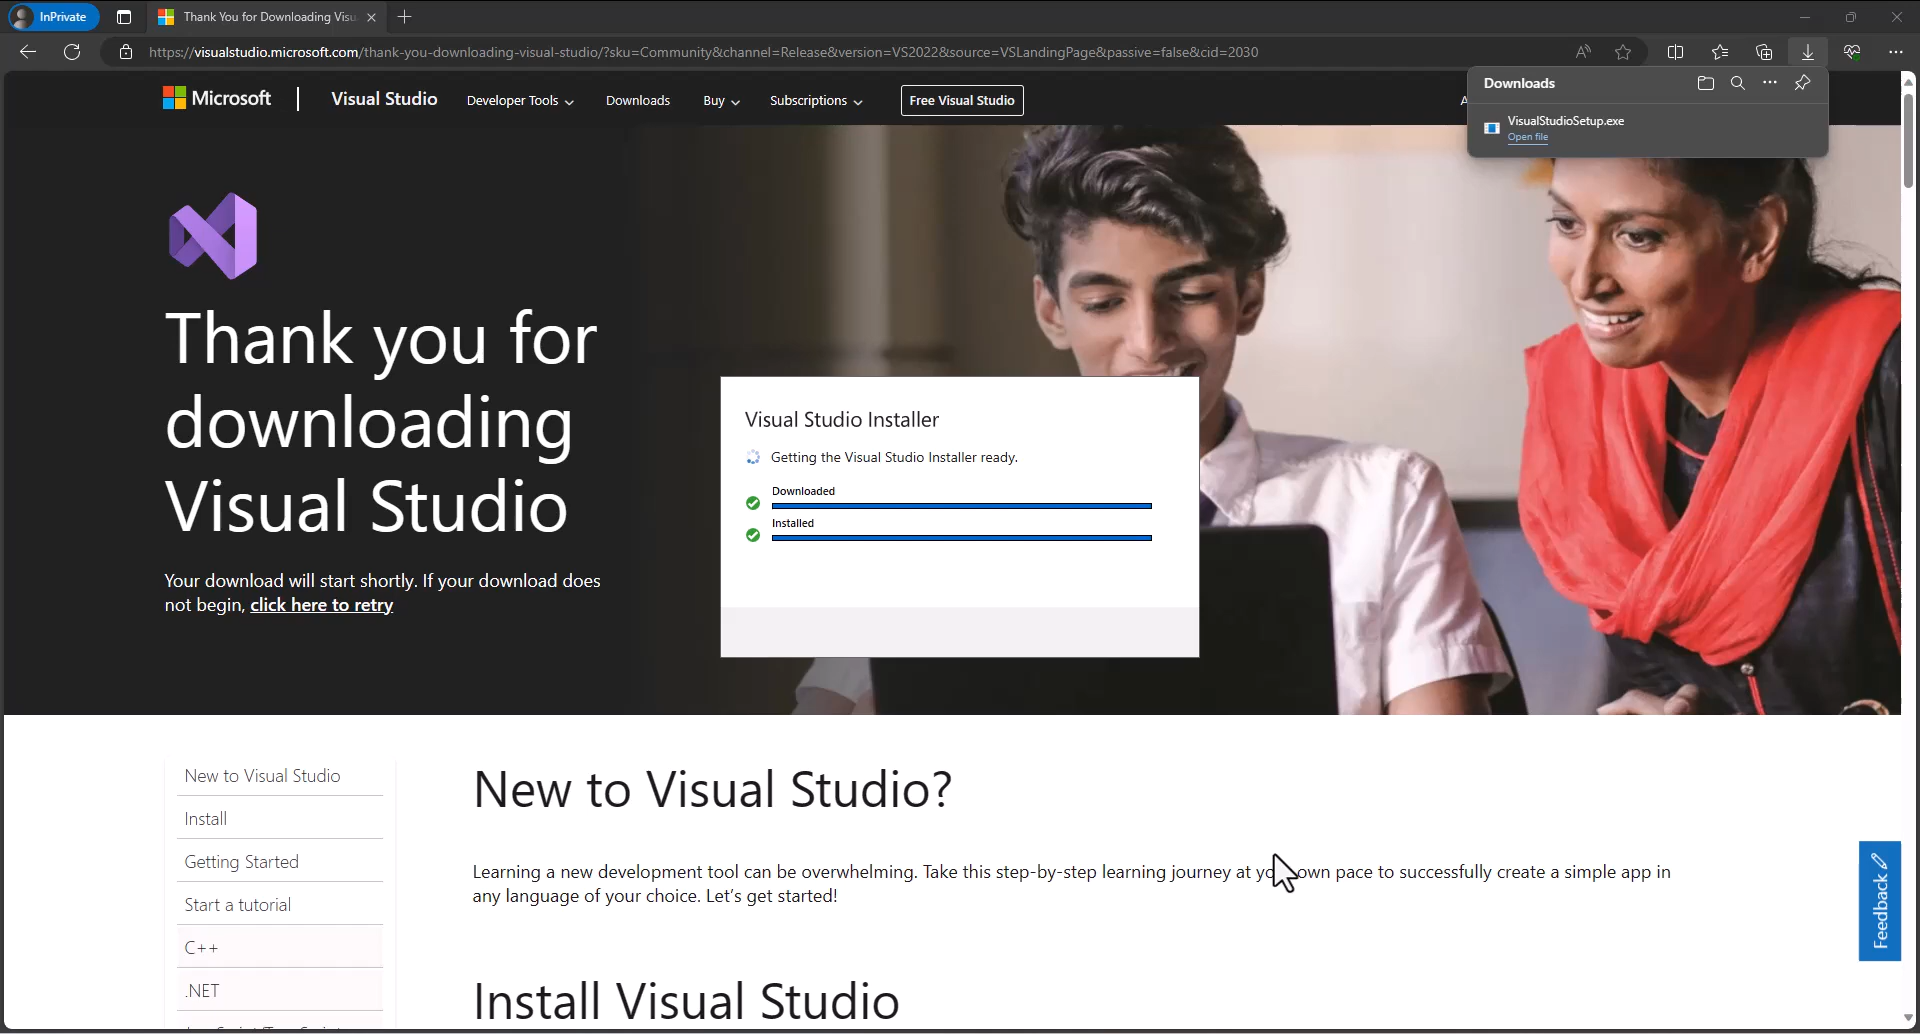 InPrivate
Thank You for Downloading Visu
https://visualstudio.microsoft.com/thank-you-downloading-visual-studio/?sku=Community&channel=Release&version=VS2022&source=VSLandingPage&passive=false&cid=2030
Downloads
VisualStudioSetup.exe
Open file
Microsoft
Visual Studio
Developer Tools
Downloads
Buy
Subscriptions
Free Visual Studio
Thank you for
downloading
Visual Studio
Your download will start shortly. If your download does
not begin, click here to retry
Visual Studio Installer
Getting the Visual Studio Installer ready.
Downloaded
Installed
New to Visual Studio
Install
Getting Started
Start a tutorial
C++
.NET
New to Visual Studio?
Learning a new development tool can be overwhelming. Take this step-by-step learning journey at own pace to successfully create a simple app in
any language of your choice. Let's get started!
Install Visual Studio
Feedback